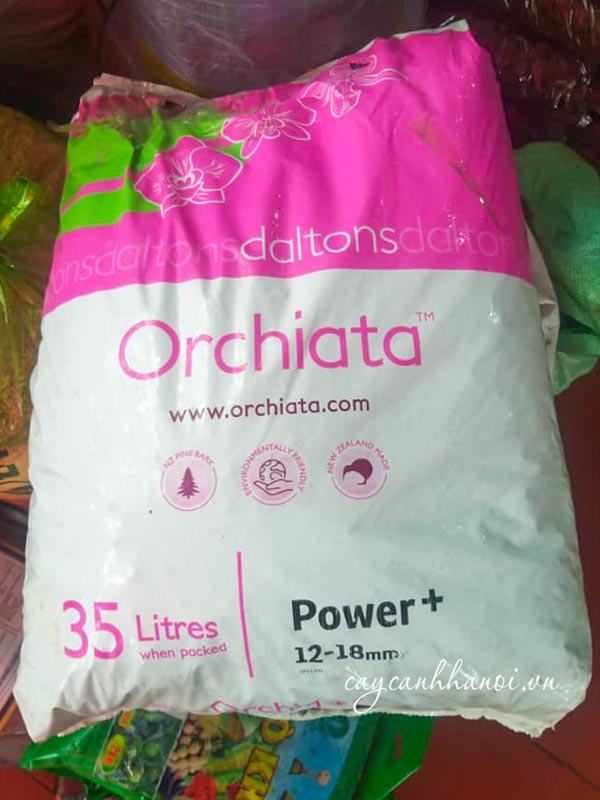 onsdaltonsdaltonsdalton
Orchiata™
www.orchiata.com
NZ PINE BARK
ENVIRONMENTALLY FRIENDLY
NEW ZEALAND MADE
35 Litres
when packed
Power+
12-18mm
caycanhhanoi.vn
Orchiata